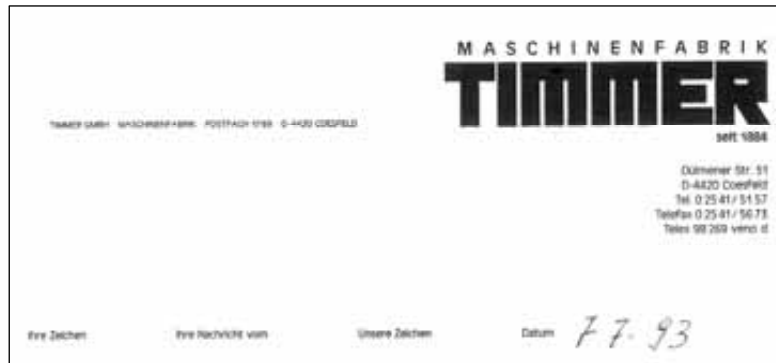 MASCHINENFABRIK
TIMMER
seit 1884
TIMMER GMBH MASCHINENFABRIK POSTFACH D-4420 COESFELD
Dülmener Str. 51
D-4420 Coesfeld
Tel. 0 25 41 / 51 57
Telefax 0 25 41 / 56 73
Telex 98 269 venci d
Ihre Zeichen Ihre Nachricht vom Unsere Zeichen Datum 7 7. 93